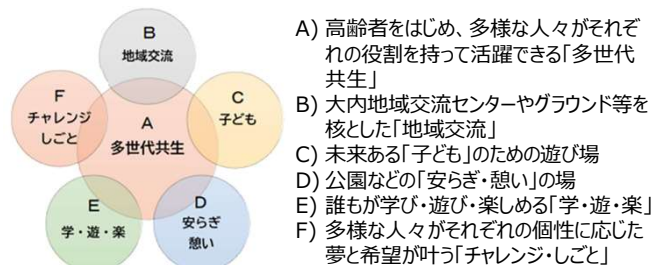 B
地域交流
F
チャレンジ
しごと
A
多世代共生
C
子ども
E
学・遊・楽
D
安らぎ
憩い
A) 高齢者をはじめ、多様な人々がそれぞ
れの役割を持って活躍できる「多世代
共生」
B) 大内地域交流センターやグラウンド等を
核とした「地域交流」
C) 未来ある「子ども」のための遊び場
D) 公園などの「安らぎ・憩い」の場
E) 誰もが学び・遊び・楽しめる「学・遊・楽」
F) 多様な人々がそれぞれの個性に応じた
夢と希望が叶う「チャレンジ・しごと」